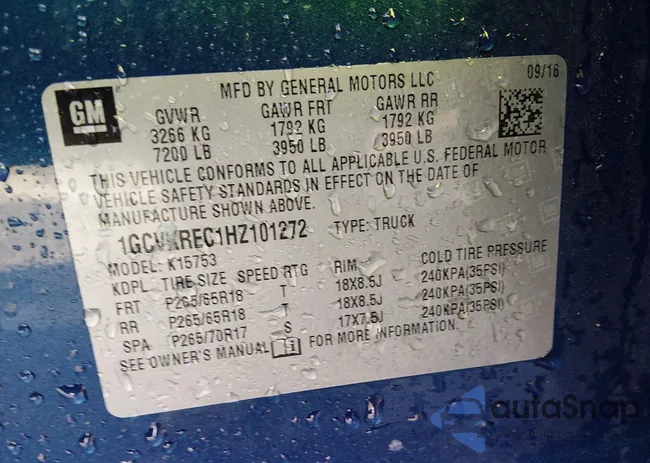 GM
MFD BY GENERAL MOTORS LLC 09/16
GVWR GAWR FRT GAWR RR
3266 KG 1792 KG 1792 KG
7200 LB 3950 LB 3950 LB
THIS VEHICLE CONFORMS TO ALL APPLICABLE U.S. FEDERAL MOTOR
VEHICLE SAFETY STANDARDS IN EFFECT ON THE DATE OF
MANUFACTURE SHOWN ABOVE.
1GCVKREC1HZ101272 TYPE: TRUCK
MODEL: K15753
KDPL TIRE SIZE SPEED RTG RIM COLD TIRE PRESSURE
FRT P265/65R18 T 18X8.5J 240KPA(35PSI)
RR P265/65R18 T 18X8.5J 240KPA(35PSI)
SPA P265/70R17 S 17X7.5J 240KPA(35PSI)
SEE OWNER'S MANUAL FOR MORE INFORMATION.
autoSnap